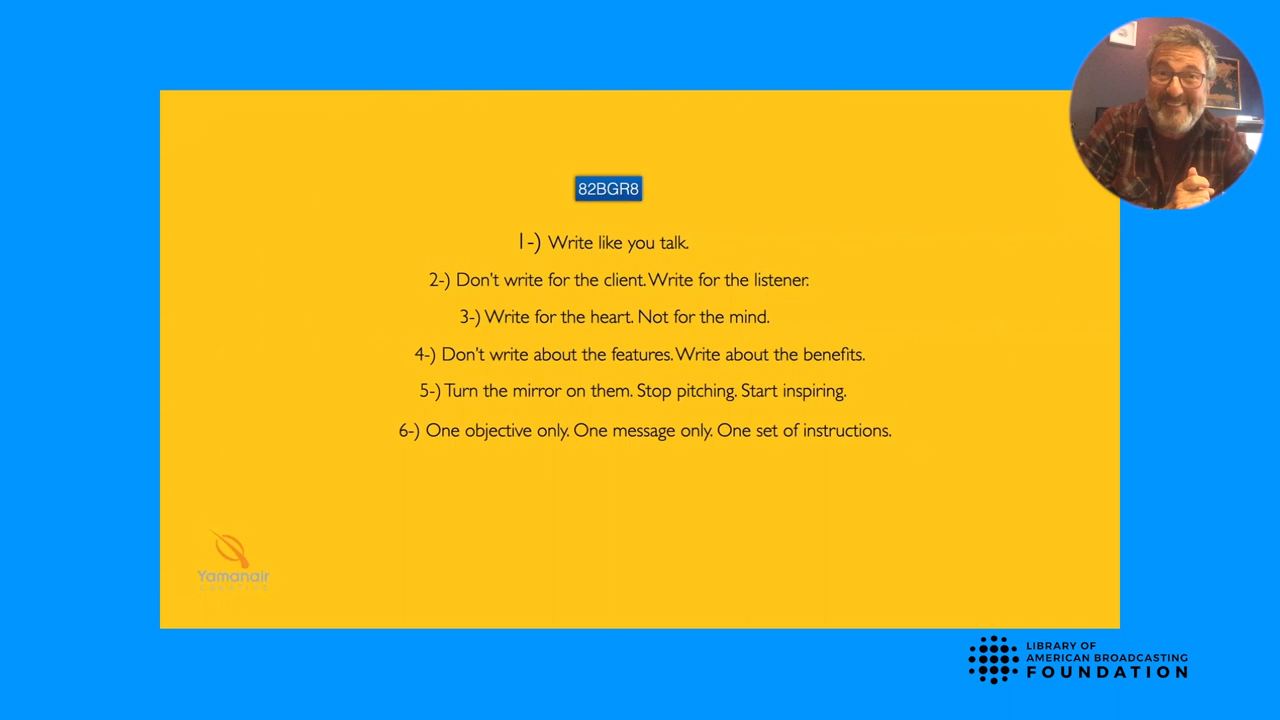 82BGR8
1-) Write like you talk.
2-) Don't write for the client. Write for the listener.
3-) Write for the heart. Not for the mind.
4-) Don't write about the features. Write about the benefits.
5-) Turn the mirror on them. Stop pitching. Start inspiring.
6-) One objective only. One message only. One set of instructions.
Yamanair
CREATIVE
LIBRARY OF
AMERICAN BROADCASTING
FOUNDATION